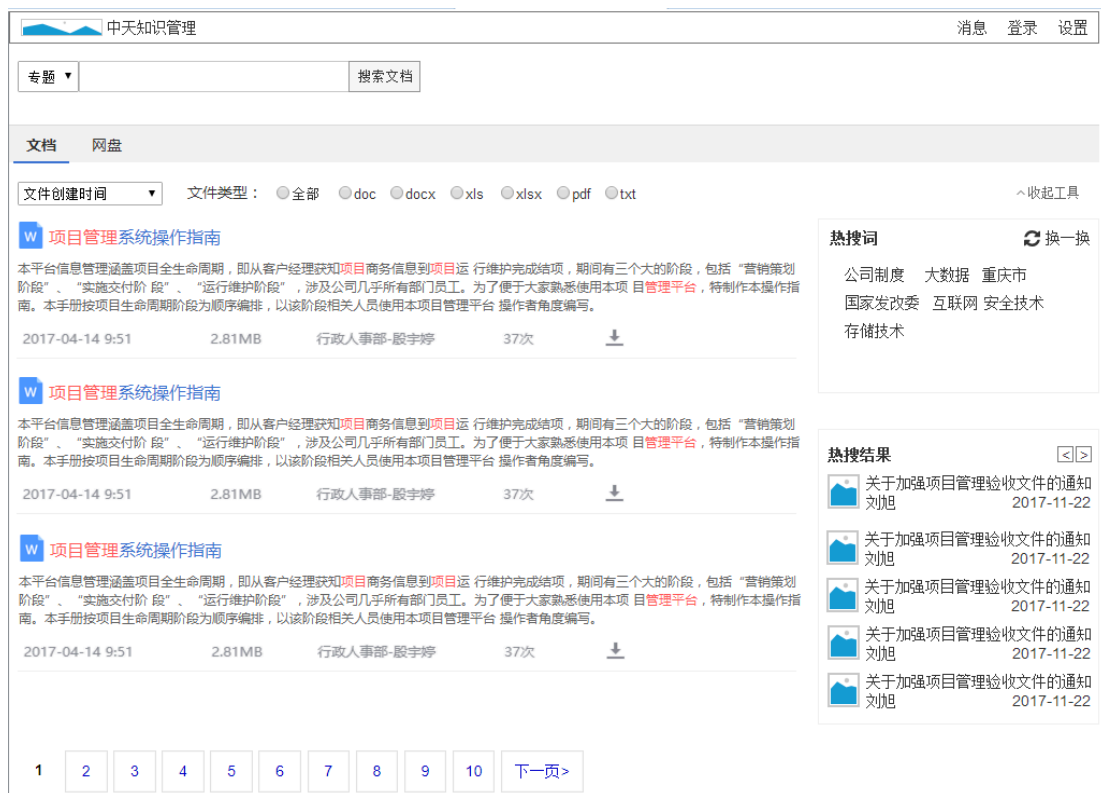 中天知识管理 消息 登录 设置
专题 ▼ 搜索文档
文档 网盘
文件创建时间 ▼ 文件类型： 全部 doc docx xls xlsx pdf txt ^收起工具
W 项目管理系统操作指南
本平台信息管理涵盖项目全生命周期，即从客户经理获知项目商务信息到项目运 行维护完成结项，期间有三个大的阶段，包括“营销策划
阶段”、“实施交付阶 段”、“运行维护阶段”，涉及公司几乎所有部门员工。为了便于大家熟悉使用本项 目管理平台，特制作本操作指
南。本手册按项目生命周期阶段为顺序编排，以该阶段相关人员使用本项目管理平台 操作者角度编写。
2017-04-14 9:51 2.81MB 行政人事部-殷宇婷 37次
W 项目管理系统操作指南
本平台信息管理涵盖项目全生命周期，即从客户经理获知项目商务信息到项目运 行维护完成结项，期间有三个大的阶段，包括“营销策划
阶段”、“实施交付阶 段”、“运行维护阶段”，涉及公司几乎所有部门员工。为了便于大家熟悉使用本项 目管理平台，特制作本操作指
南。本手册按项目生命周期阶段为顺序编排，以该阶段相关人员使用本项目管理平台 操作者角度编写。
2017-04-14 9:51 2.81MB 行政人事部-殷宇婷 37次
W 项目管理系统操作指南
本平台信息管理涵盖项目全生命周期，即从客户经理获知项目商务信息到项目运 行维护完成结项，期间有三个大的阶段，包括“营销策划
阶段”、“实施交付阶 段”、“运行维护阶段”，涉及公司几乎所有部门员工。为了便于大家熟悉使用本项 目管理平台，特制作本操作指
南。本手册按项目生命周期阶段为顺序编排，以该阶段相关人员使用本项目管理平台 操作者角度编写。
2017-04-14 9:51 2.81MB 行政人事部-殷宇婷 37次
热搜词 换一换
公司制度 大数据 重庆市
国家发改委 互联网 安全技术
存储技术
热搜结果 < >
关于加强项目管理验收文件的通知
刘旭 2017-11-22
关于加强项目管理验收文件的通知
刘旭 2017-11-22
关于加强项目管理验收文件的通知
刘旭 2017-11-22
关于加强项目管理验收文件的通知
刘旭 2017-11-22
关于加强项目管理验收文件的通知
刘旭 2017-11-22
1 2 3 4 5 6 7 8 9 10 下一页>